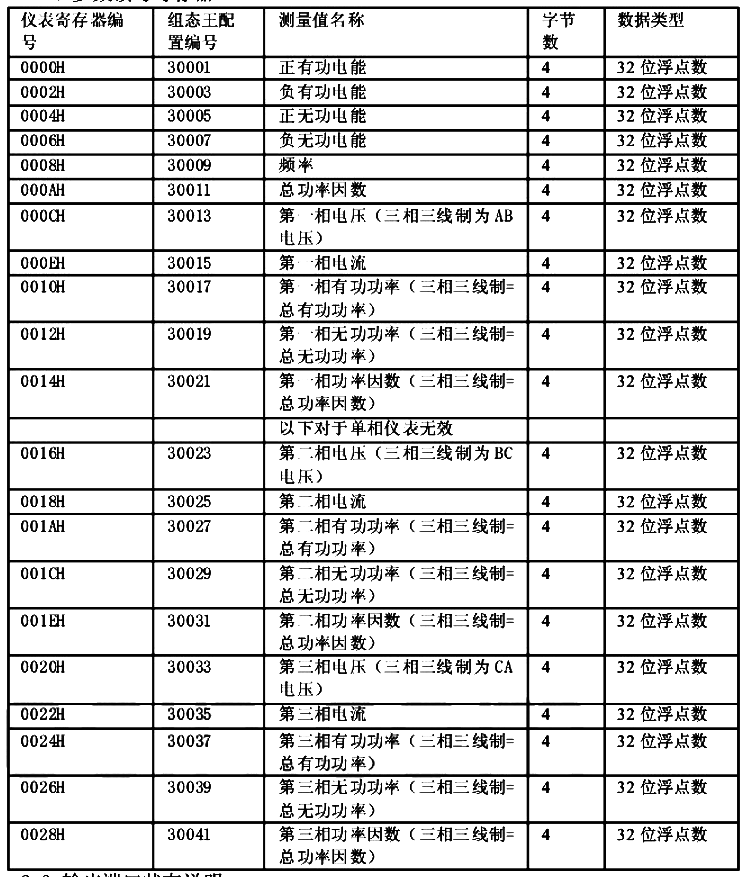 仪表寄存器编号 组态王配置编号 测量值名称 字节数 数据类型
0000H 30001 正有功电能 4 32 位浮点数
0002H 30003 负有功电能 4 32 位浮点数
0004H 30005 正无功电能 4 32 位浮点数
0006H 30007 负无功电能 4 32 位浮点数
0008H 30009 频率 4 32 位浮点数
000AH 30011 总功率因数 4 32 位浮点数
000CH 30013 第一相电压（三相三线制为 AB 电压） 4 32 位浮点数
000EH 30015 第一相电流 4 32 位浮点数
0010H 30017 第一相有功功率（三相三线制=总有功功率） 4 32 位浮点数
0012H 30019 第一相无功功率（三相三线制=总无功功率） 4 32 位浮点数
0014H 30021 第一相功率因数（三相三线制=总功率因数） 4 32 位浮点数
以下对于单相仪表无效
0016H 30023 第二相电压（三相三线制为 BC 电压） 4 32 位浮点数
0018H 30025 第二相电流 4 32 位浮点数
001AH 30027 第二相有功功率（三相三线制=总有功功率） 4 32 位浮点数
001CH 30029 第二相无功功率（三相三线制=总无功功率） 4 32 位浮点数
001EH 30031 第二相功率因数（三相三线制=总功率因数） 4 32 位浮点数
0020H 30033 第三相电压（三相三线制为 CA 电压） 4 32 位浮点数
0022H 30035 第三相电流 4 32 位浮点数
0024H 30037 第三相有功功率（三相三线制=总有功功率） 4 32 位浮点数
0026H 30039 第三相无功功率（三相三线制=总无功功率） 4 32 位浮点数
0028H 30041 第三相功率因数（三相三线制=总功率因数） 4 32 位浮点数